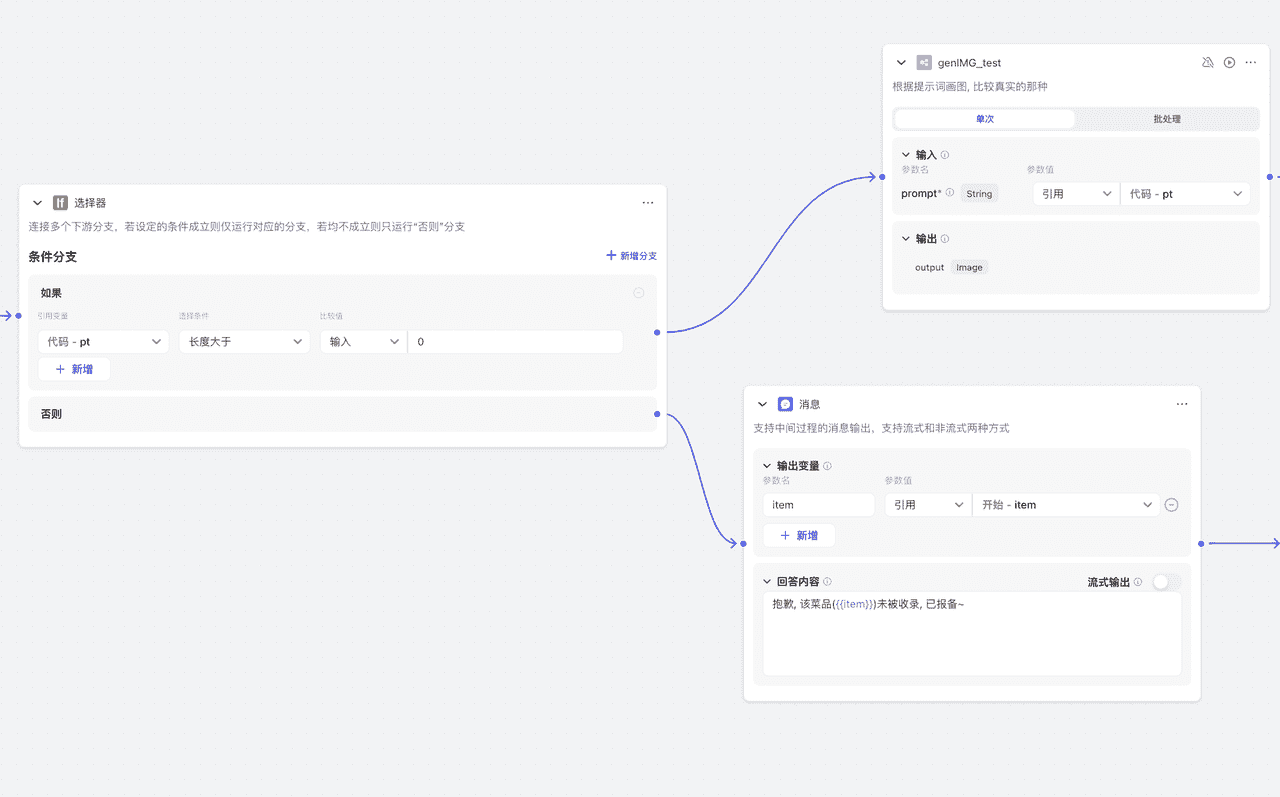 选择器
连接多个下游分支，若设定的条件成立则仅运行对应的分支，若均不成立则只运行“否则”分支
条件分支
新增分支
如果
引用变量 选择条件 比较值
代码 - pt 长度大于 输入 0
新增
否则
genIMG_test
根据提示词画图, 比较真实的那种
单次 批处理
输入
参数名 参数值
prompt* String 引用 代码 - pt
输出
output Image
消息
支持中间过程的消息输出，支持流式和非流式两种方式
输出变量
参数名 参数值
item 引用 开始 - item
新增
回答内容 流式输出
抱歉, 该菜品({{item}})未被收录, 已报备~